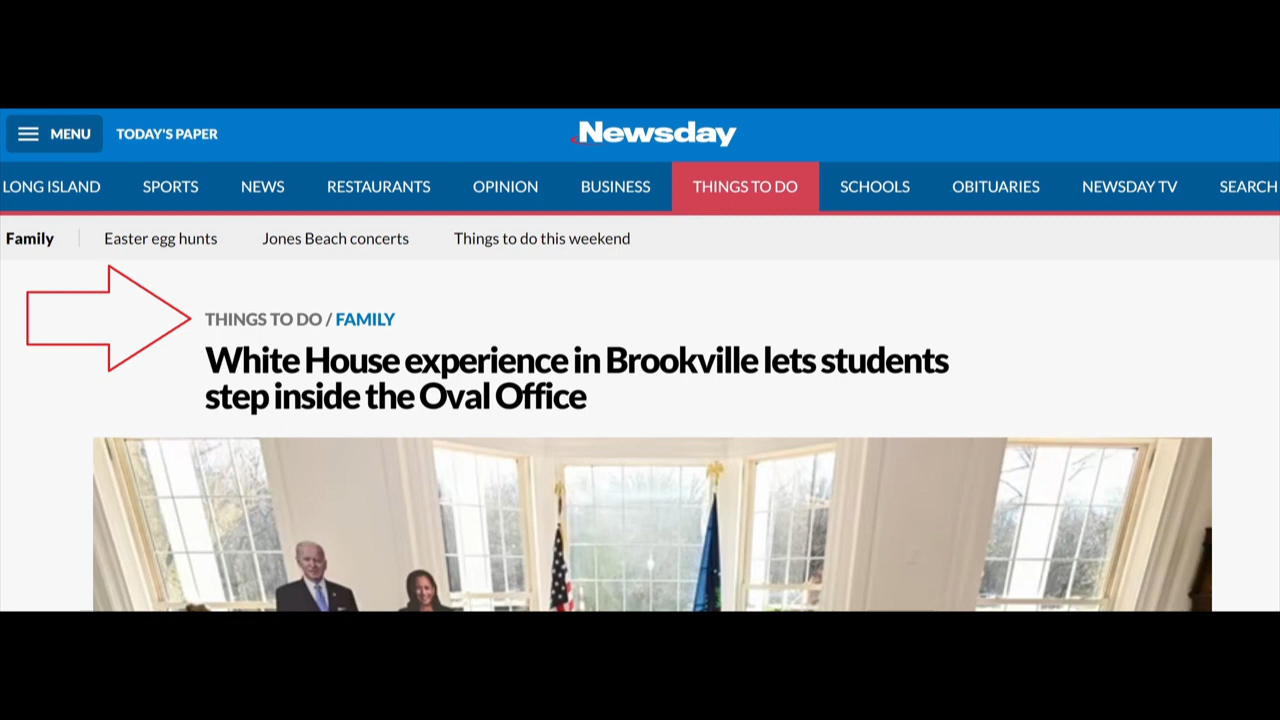 MENU TODAY'S PAPER Newsday
LONG ISLAND SPORTS NEWS RESTAURANTS OPINION BUSINESS THINGS TO DO SCHOOLS OBITUARIES NEWSDAY TV SEARCH
Family Easter egg hunts Jones Beach concerts Things to do this weekend
THINGS TO DO / FAMILY
White House experience in Brookville lets students
step inside the Oval Office